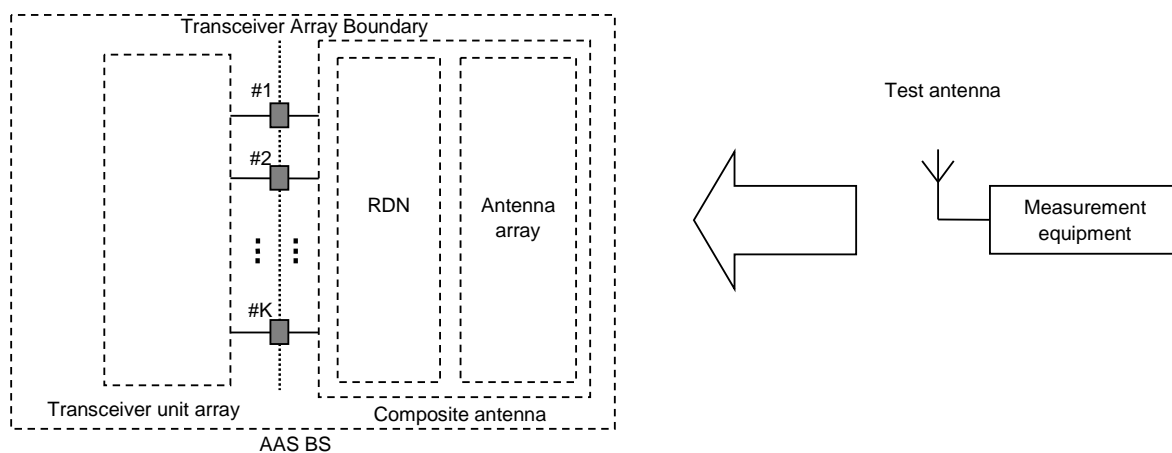 Transceiver Array Boundary
#1
#2
#K
RDN
Antenna
array
Transceiver unit array
Composite antenna
AAS BS
Test antenna
Measurement
equipment